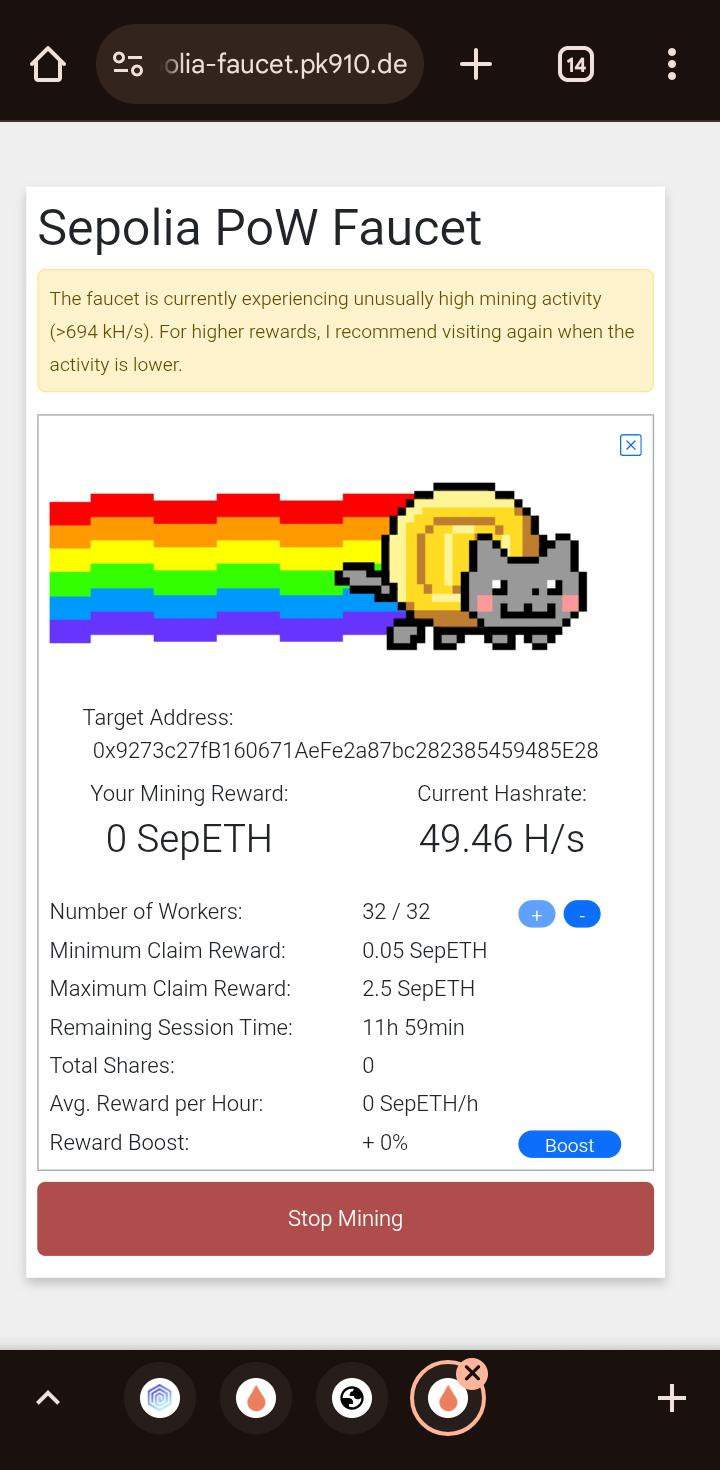 olia-faucet.pk910.de
14
Sepolia PoW Faucet
The faucet is currently experiencing unusually high mining activity
(>694 kH/s). For higher rewards, I recommend visiting again when the
activity is lower.
Target Address:
0x9273c27fB160671AeFe2a87bc282385459485E28
Your Mining Reward:
Current Hashrate:
0 SepETH
49.46 H/s
Number of Workers: 32 / 32 + -
Minimum Claim Reward: 0.05 SepETH
Maximum Claim Reward: 2.5 SepETH
Remaining Session Time: 11h 59min
Total Shares: 0
Avg. Reward per Hour: 0 SepETH/h
Reward Boost: + 0% Boost
Stop Mining